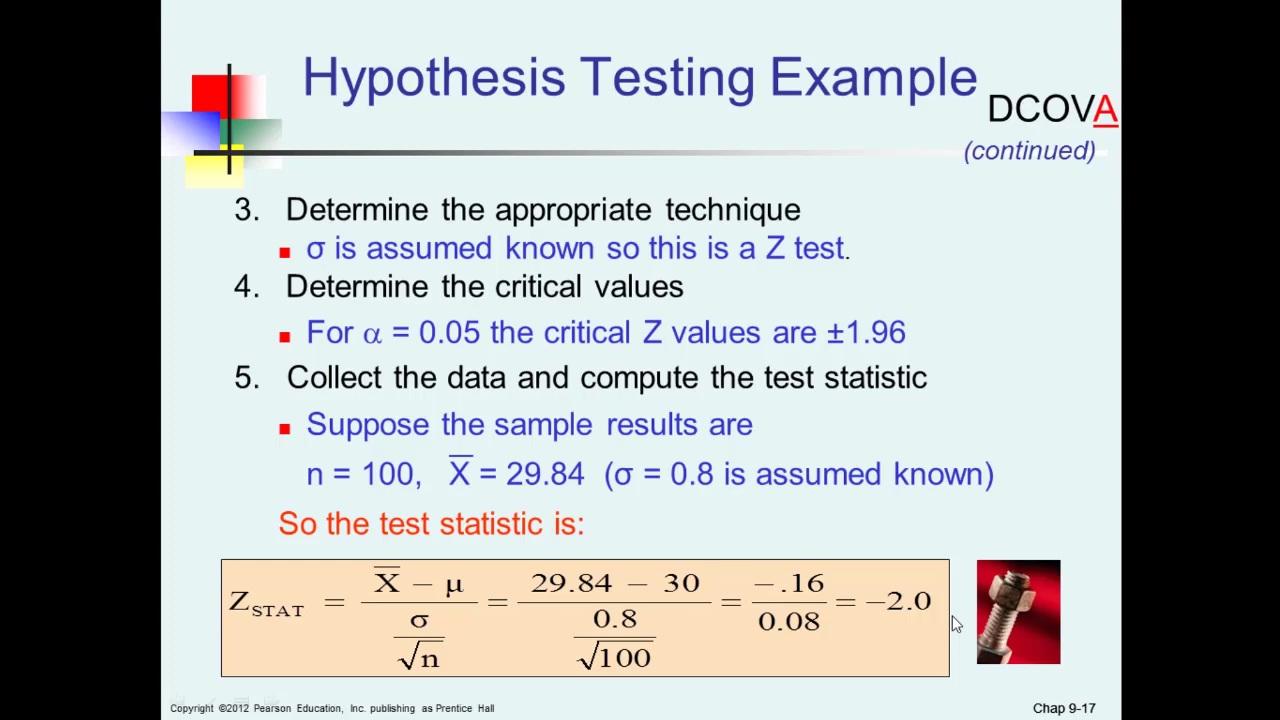 Hypothesis Testing Example
DCOVA
(continued)
3. Determine the appropriate technique
σ is assumed known so this is a Z test.
4. Determine the critical values
For α = 0.05 the critical Z values are ±1.96
5. Collect the data and compute the test statistic
Suppose the sample results are
n = 100, X̅ = 29.84 (σ = 0.8 is assumed known)
So the test statistic is:
Z_STAT = (X̅ − μ) / (σ / √n) = (29.84 − 30) / (0.8 / √100) = −.16 / 0.08 = −2.0
Copyright ©2012 Pearson Education, Inc. publishing as Prentice Hall
Chap 9-17